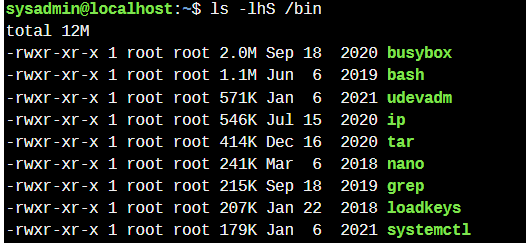 sysadmin@localhost:~$ ls -lhS /bin
total 12M
-rwxr-xr-x 1 root root 2.0M Sep 18  2020 busybox
-rwxr-xr-x 1 root root 1.1M Jun  6  2019 bash
-rwxr-xr-x 1 root root 571K Jan  6  2021 udevadm
-rwxr-xr-x 1 root root 546K Jul 15  2020 ip
-rwxr-xr-x 1 root root 414K Dec 16  2020 tar
-rwxr-xr-x 1 root root 241K Mar  6  2018 nano
-rwxr-xr-x 1 root root 215K Sep 18  2019 grep
-rwxr-xr-x 1 root root 207K Jan 22  2018 loadkeys
-rwxr-xr-x 1 root root 179K Jan  6  2021 systemctl